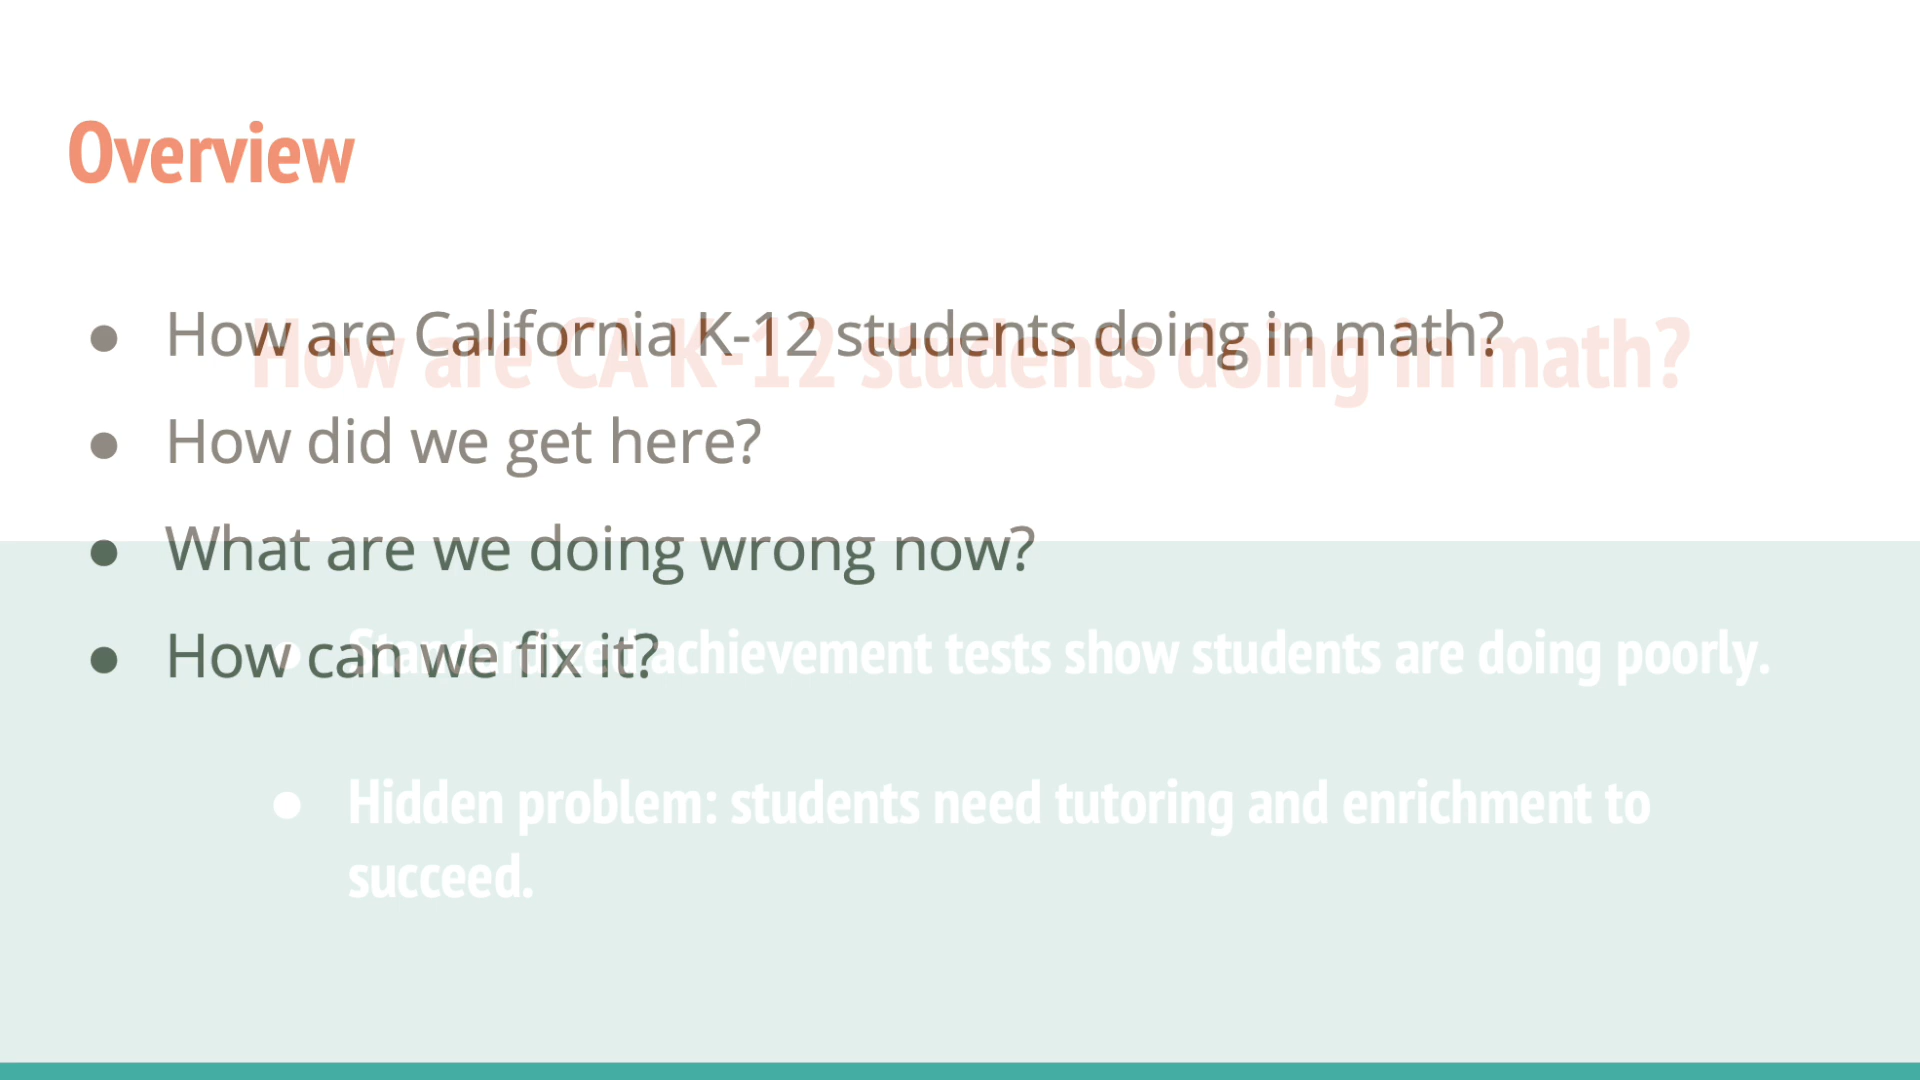 Overview
● How are California K-12 students doing in math?
How are CA K-12 students doing in math?
● How did we get here?
● What are we doing wrong now?
● How can we fix it?
● Standardized achievement tests show students are doing poorly.
● Hidden problem: students need tutoring and enrichment to
succeed.